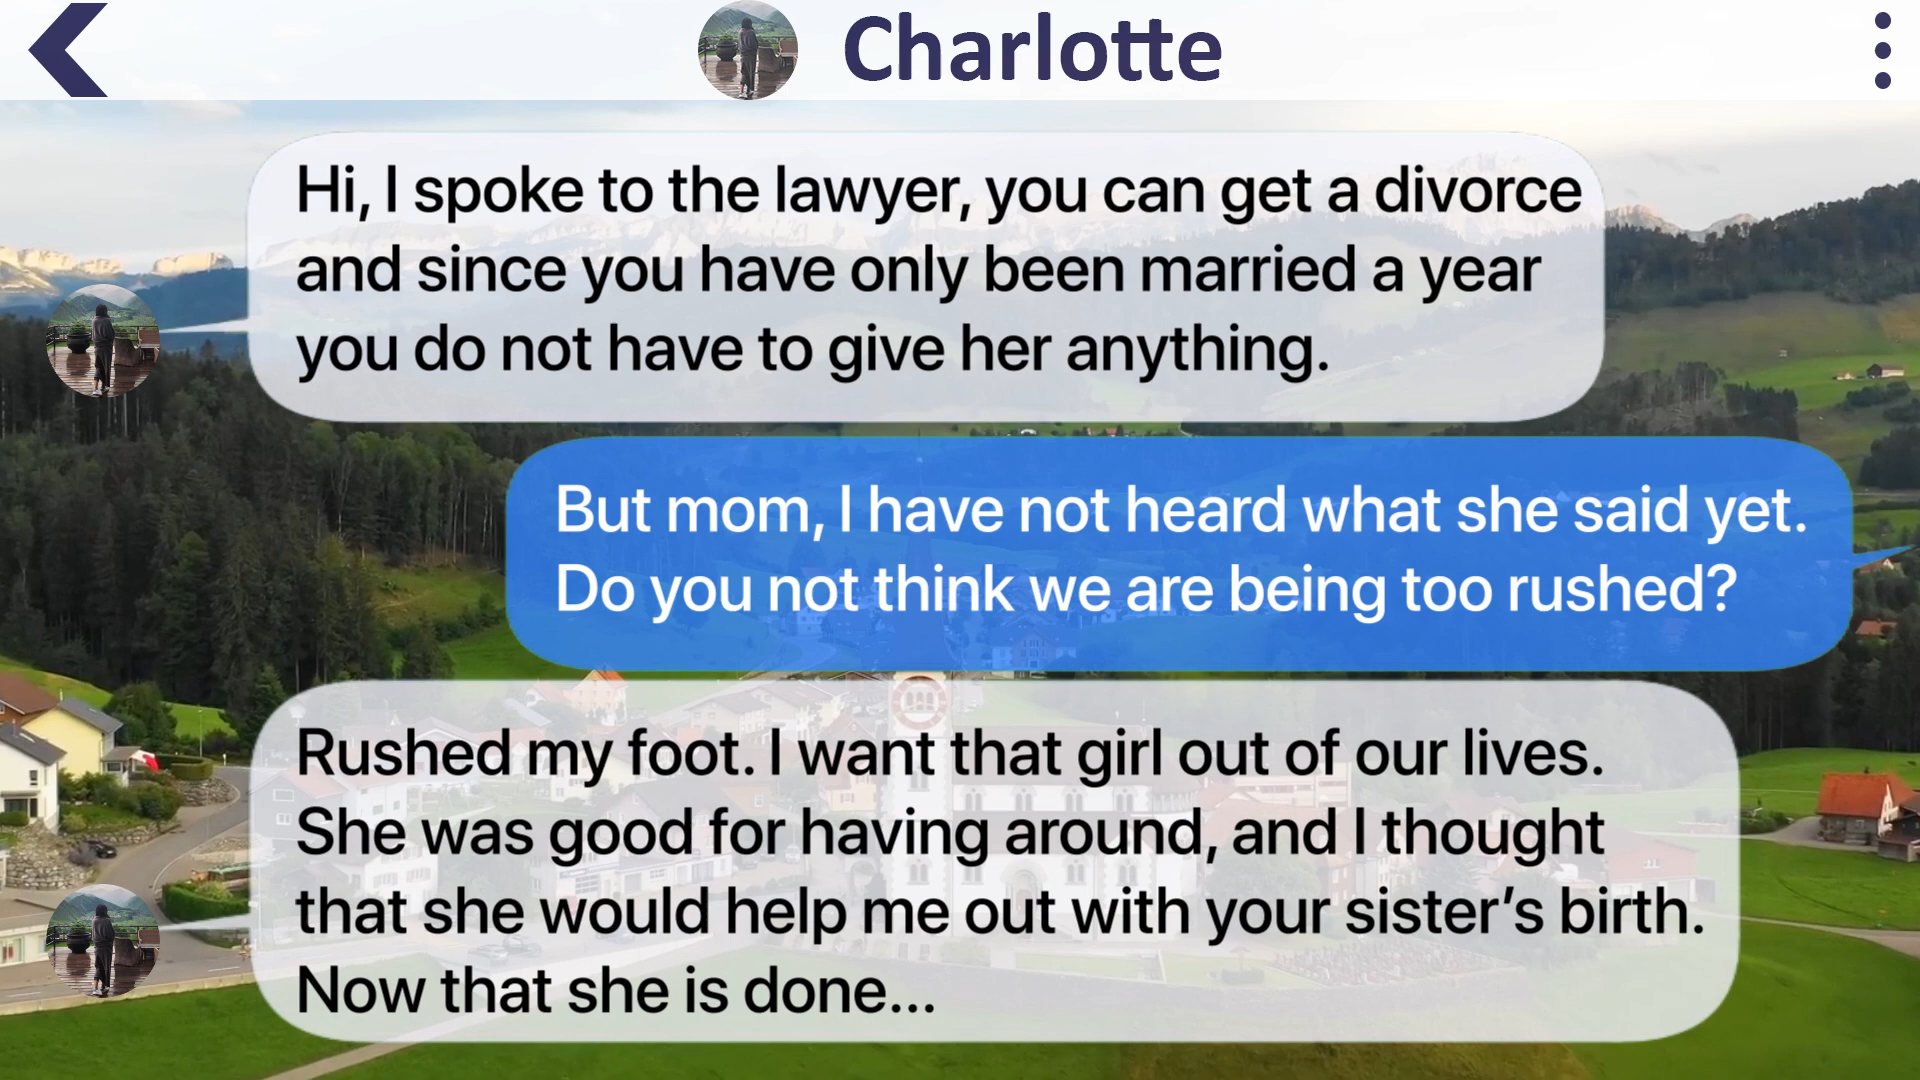 Charlotte
Hi, I spoke to the lawyer, you can get a divorce
and since you have only been married a year
you do not have to give her anything.
But mom, I have not heard what she said yet.
Do you not think we are being too rushed?
Rushed my foot. I want that girl out of our lives.
She was good for having around, and I thought
that she would help me out with your sister’s birth.
Now that she is done...